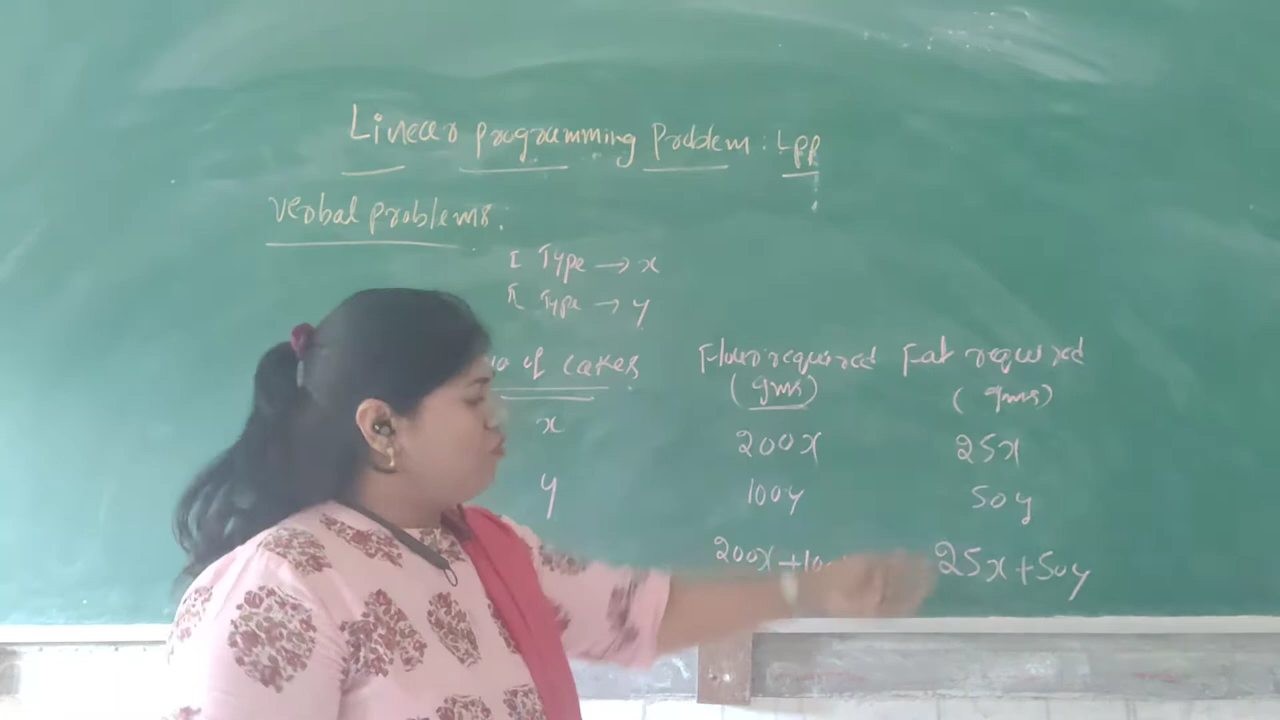 Linear programming Problem : LPP
Verbal problems :
I Type → x
II Type → y
no of cakes Flour required Fat required
(gms) (gms)
x 200x 25x
y 100y 50y
200x+10 25x+50y